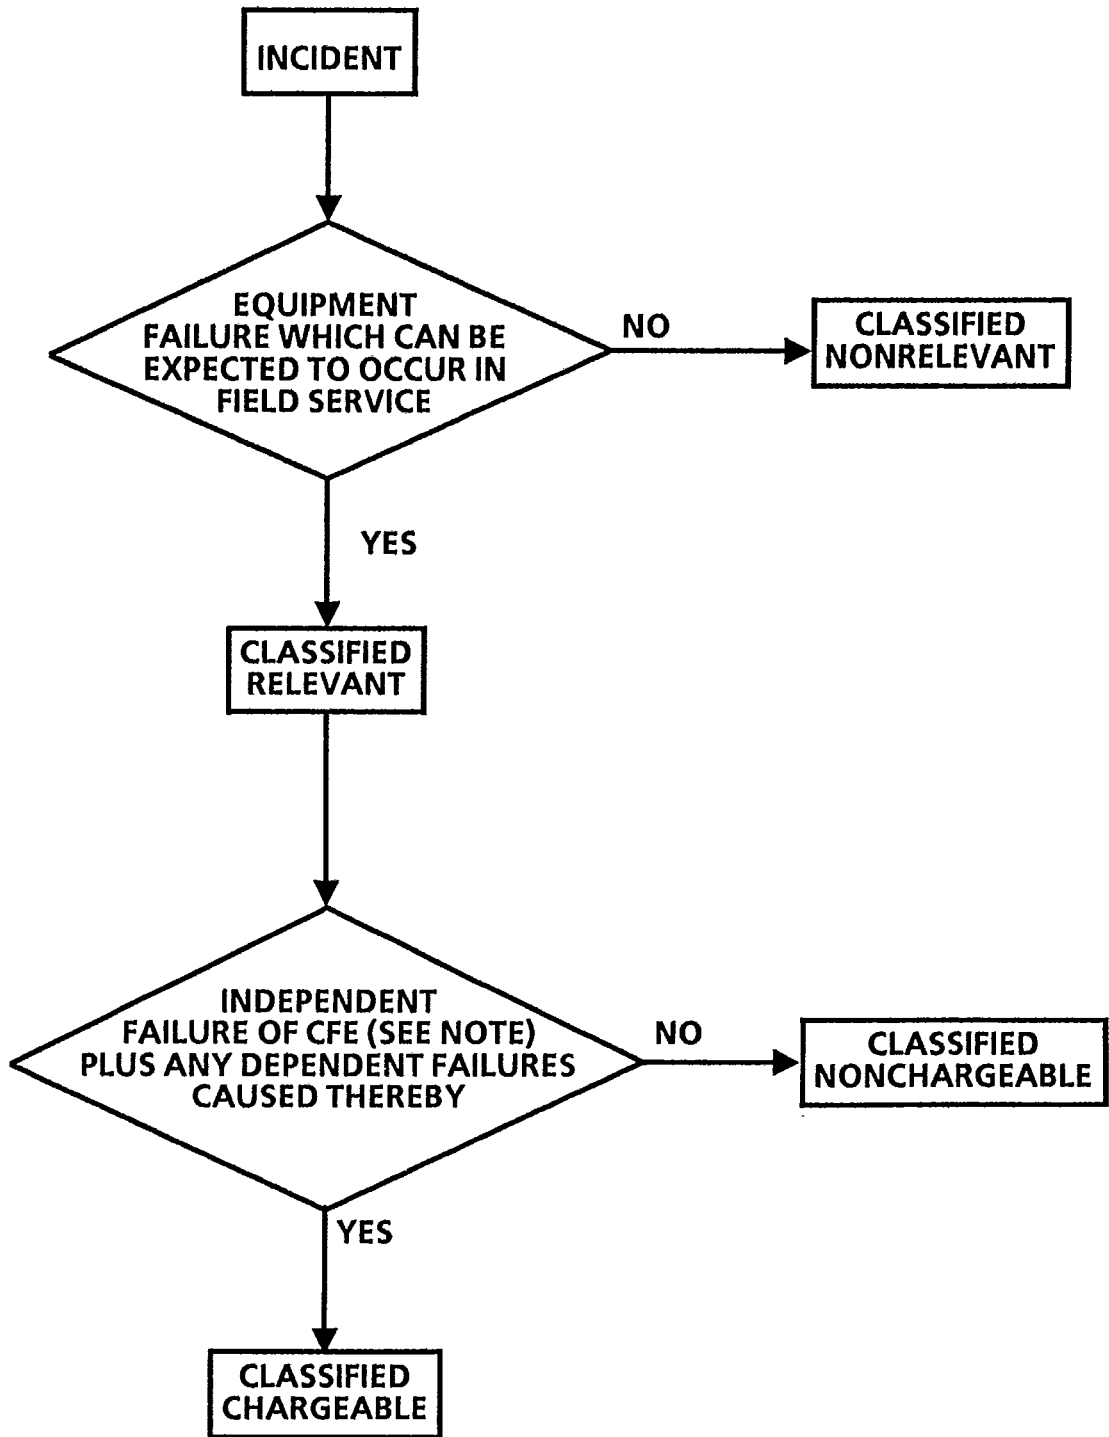 INCIDENT
EQUIPMENT
FAILURE WHICH CAN BE
EXPECTED TO OCCUR IN
FIELD SERVICE
NO
CLASSIFIED
NONRELEVANT
YES
CLASSIFIED
RELEVANT
INDEPENDENT
FAILURE OF CFE (SEE NOTE)
PLUS ANY DEPENDENT FAILURES
CAUSED THEREBY
NO
CLASSIFIED
NONCHARGEABLE
YES
CLASSIFIED
CHARGEABLE